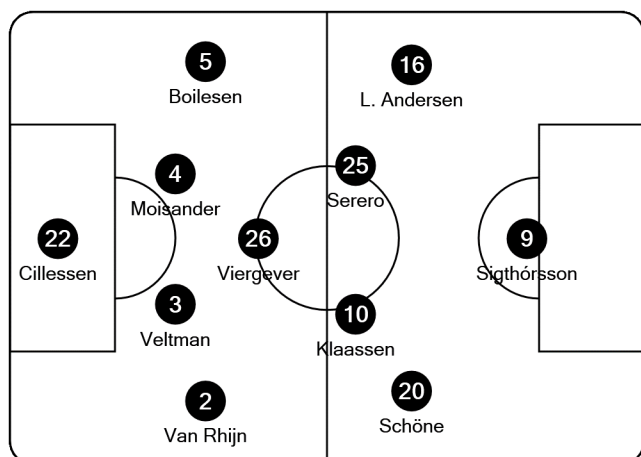 5
Boilesen
16
L. Andersen
4
Moisander
25
Serero
22
Cillessen
26
Viergever
9
Sigthórsson
3
Veltman
10
Klaassen
2
Van Rhijn
20
Schöne